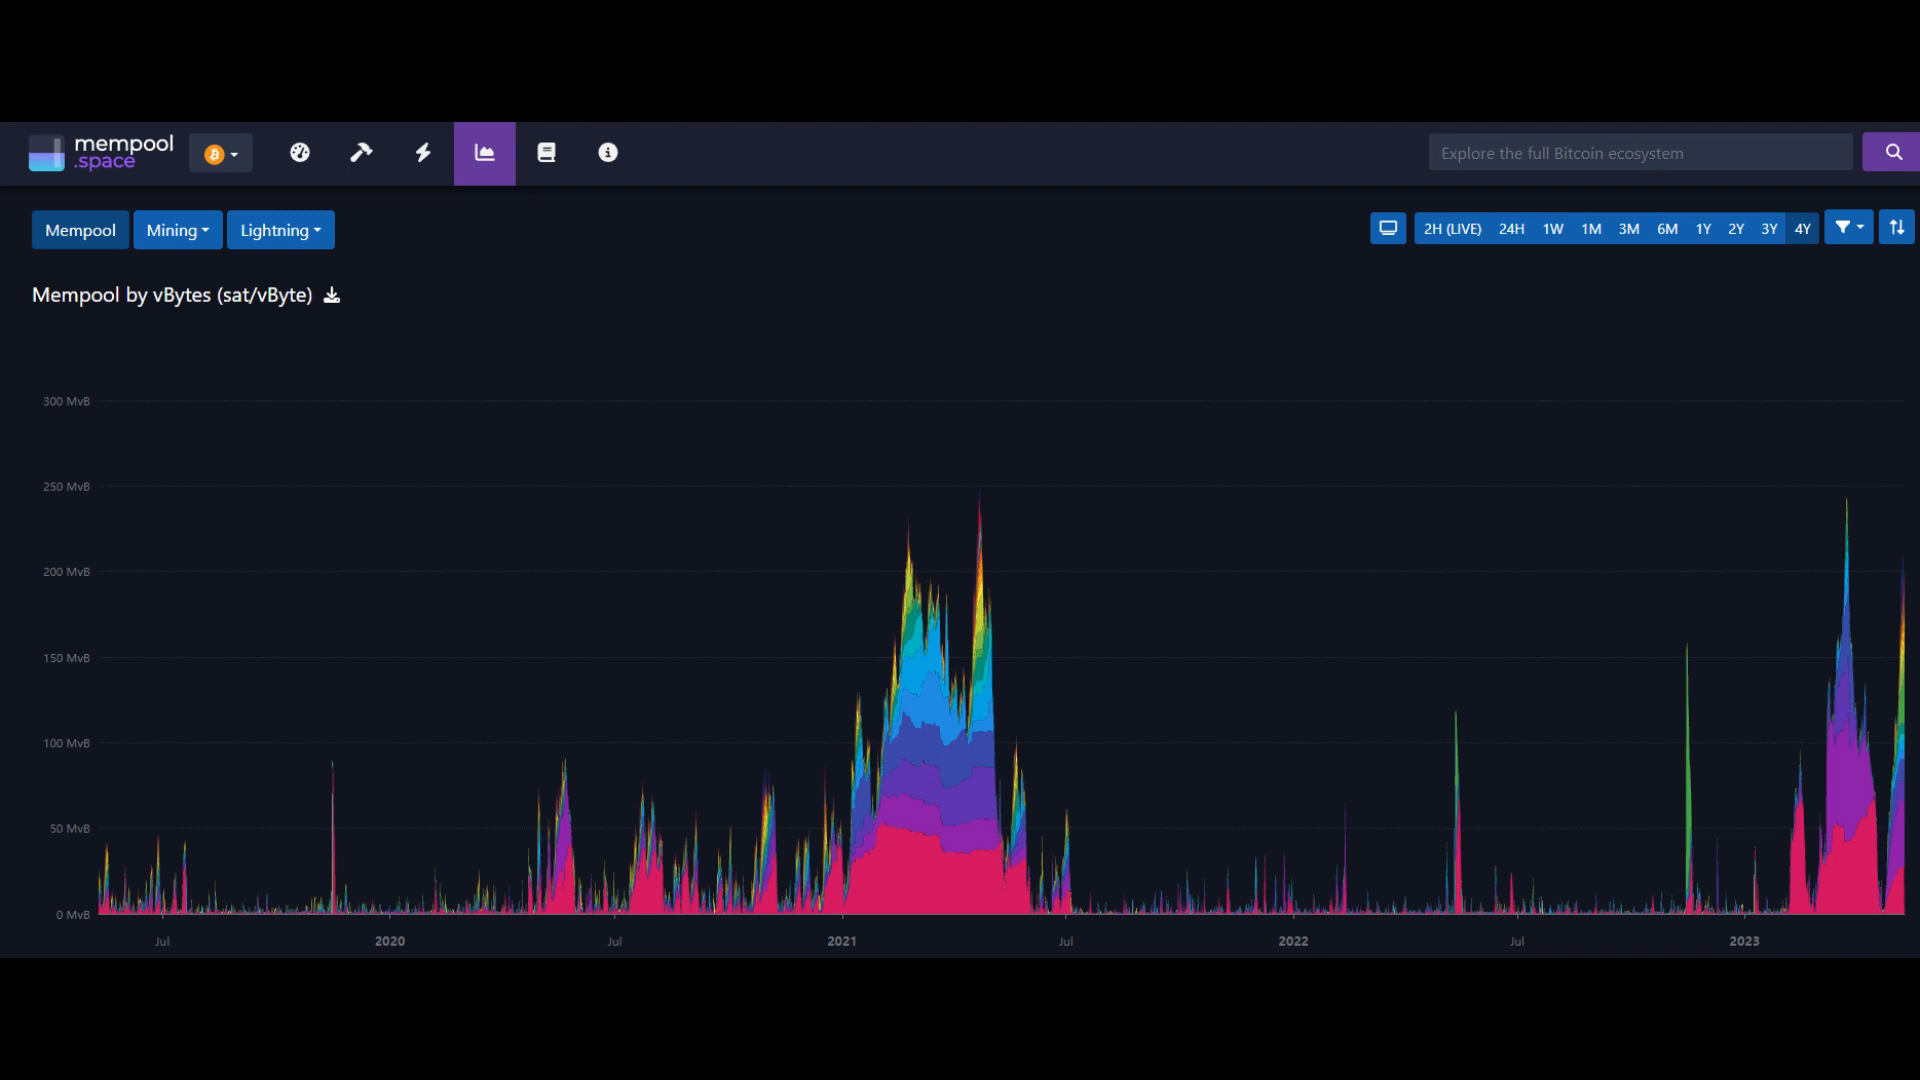 mempool
.space
Explore the full Bitcoin ecosystem
Mempool Mining Lightning
2H (LIVE) 24H 1W 1M 3M 6M 1Y 2Y 3Y 4Y
Mempool by vBytes (sat/vByte)
300 MvB
250 MvB
200 MvB
150 MvB
100 MvB
50 MvB
0 MvB
Jul 2020 Jul 2021 Jul 2022 Jul 2023